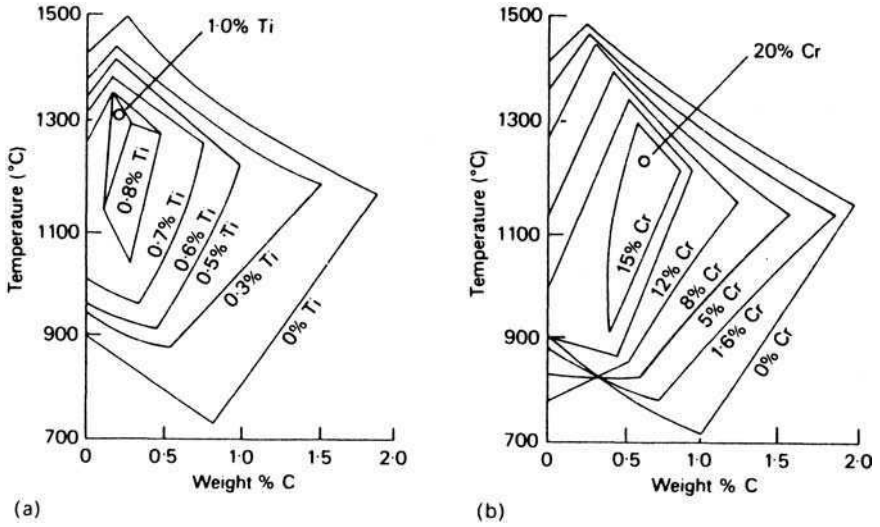 1500
1300
1100
900
700
Temperature (°C)
1·0% Ti
0·8% Ti
0·7% Ti
0·6% Ti
0·5% Ti
0·3% Ti
0% Ti
0
0·5
1·0
1·5
2·0
Weight % C
(a)
1500
1300
1100
900
700
Temperature (°C)
20% Cr
15% Cr
12% Cr
8% Cr
5% Cr
1·6% Cr
0% Cr
0
0·5
1·0
1·5
2·0
Weight % C
(b)